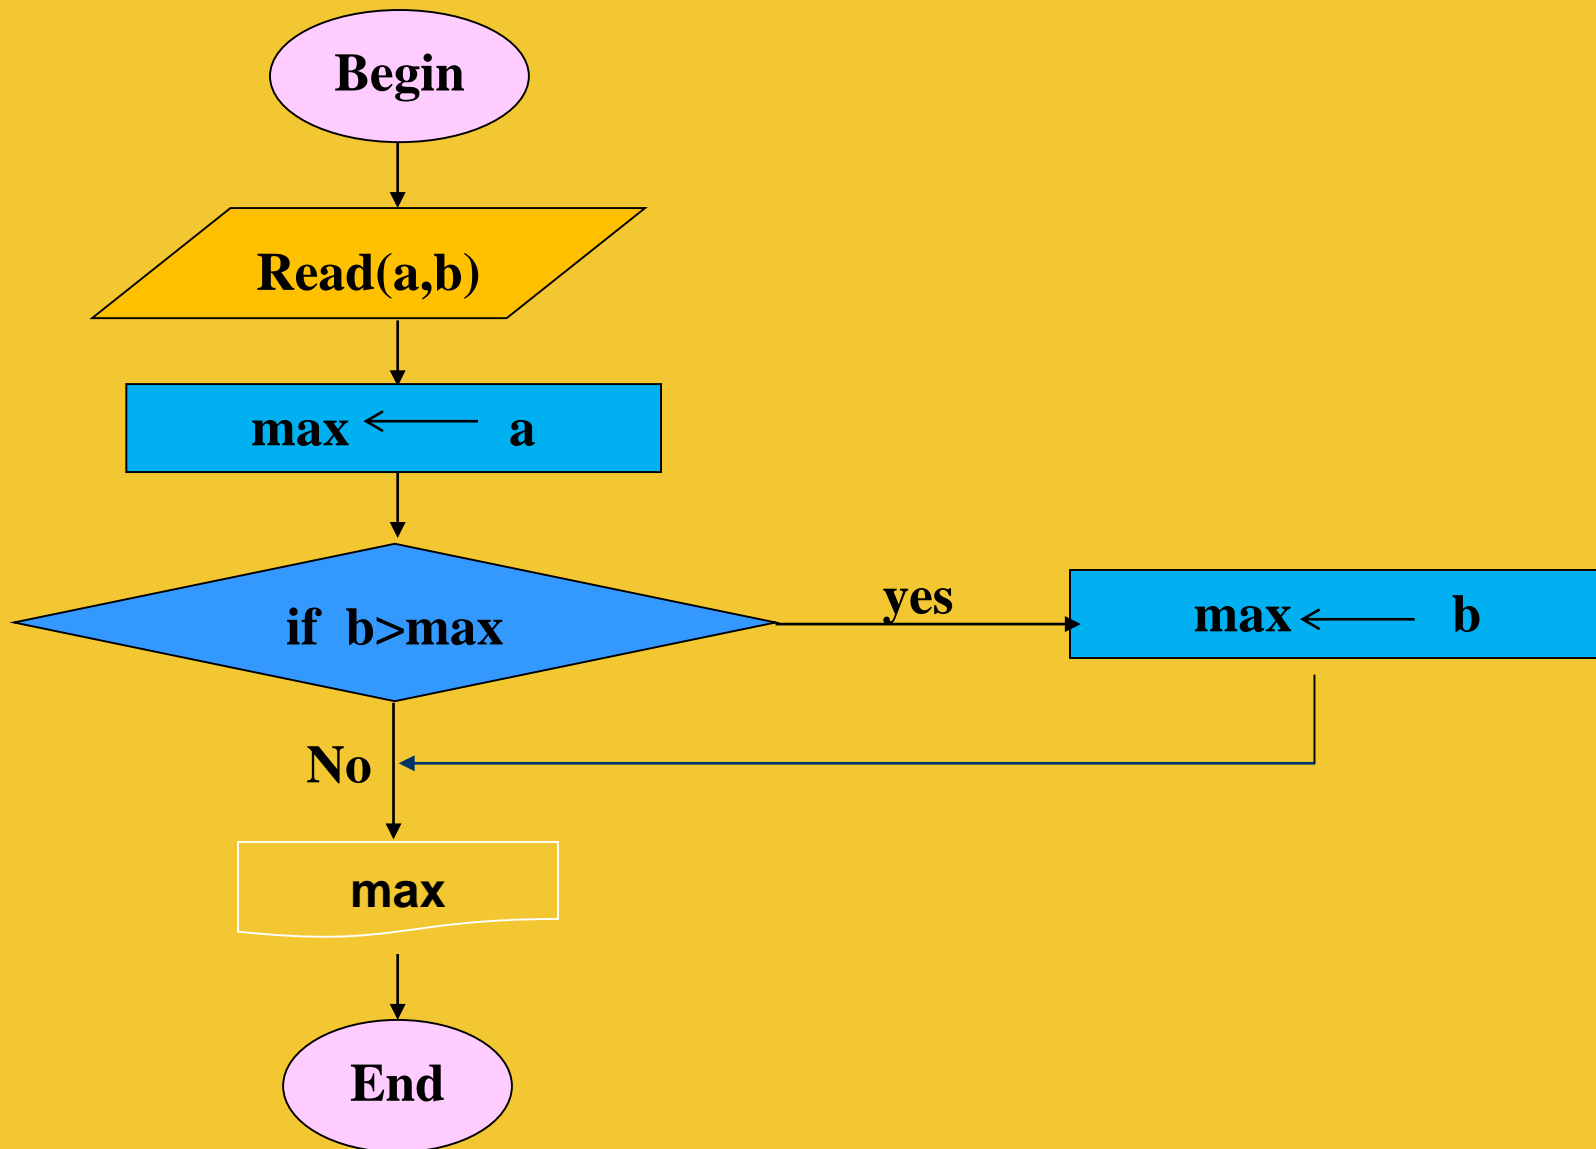 Begin
Read(a,b)
max ← a
if b>max
yes
max ← b
No
max
End